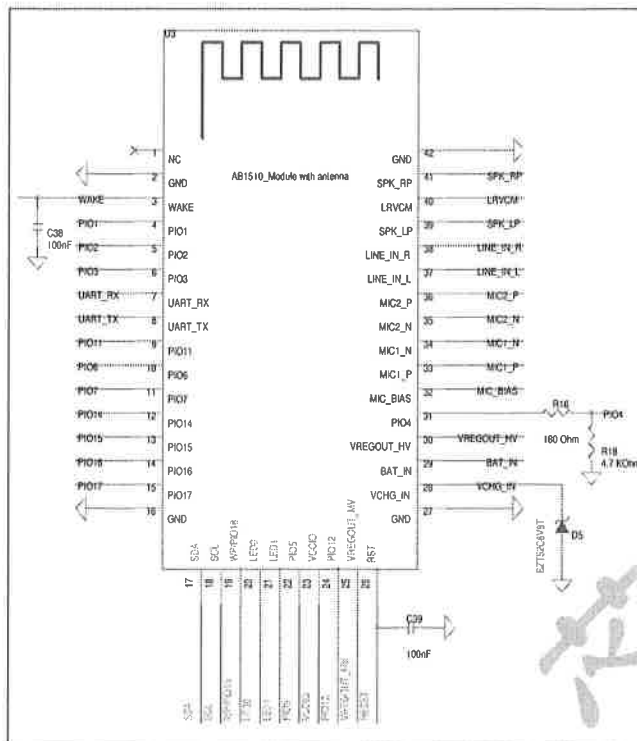 U3
AB1510_Module with antenna
1 NC
2 GND
WAKE 3 WAKE
C38
100nF
PIO1 4 PIO1
PIO2 5 PIO2
PIO3 6 PIO3
UART_RX 7 UART_RX
UART_TX 8 UART_TX
PIO11 9 PIO11
PIO6 10 PIO6
PIO7 11 PIO7
PIO14 12 PIO14
PIO15 13 PIO15
PIO16 14 PIO16
PIO17 15 PIO17
16 GND
GND 42
SPK_RP 41 SPK_RP
LRVCM 40 LRVCM
SPK_LP 39 SPK_LP
LINE_IN_R 38 LINE_IN_R
LINE_IN_L 37 LINE_IN_L
MIC2_P 36 MIC2_P
MIC2_N 35 MIC2_N
MIC1_N 34 MIC1_N
MIC1_P 33 MIC1_P
MIC_BIAS 32 MIC_BIAS
PIO4 31
R16
160 Ohm
PIO4
R18
4.7 KOhm
VREGOUT_HV 30 VREGOUT_HV
BAT_IN 29 BAT_IN
VCHG_IN 28 VCHG_IN
GND 27
D5
SDA SCL WP/PIO18 LED0 LED1 PIO5 VCCIO PIO12 VREGOUT_MV RST
17 18 19 20 21 22 23 24 25 26
C39
100nF
SDA SCL LED1 PIO5 RESET